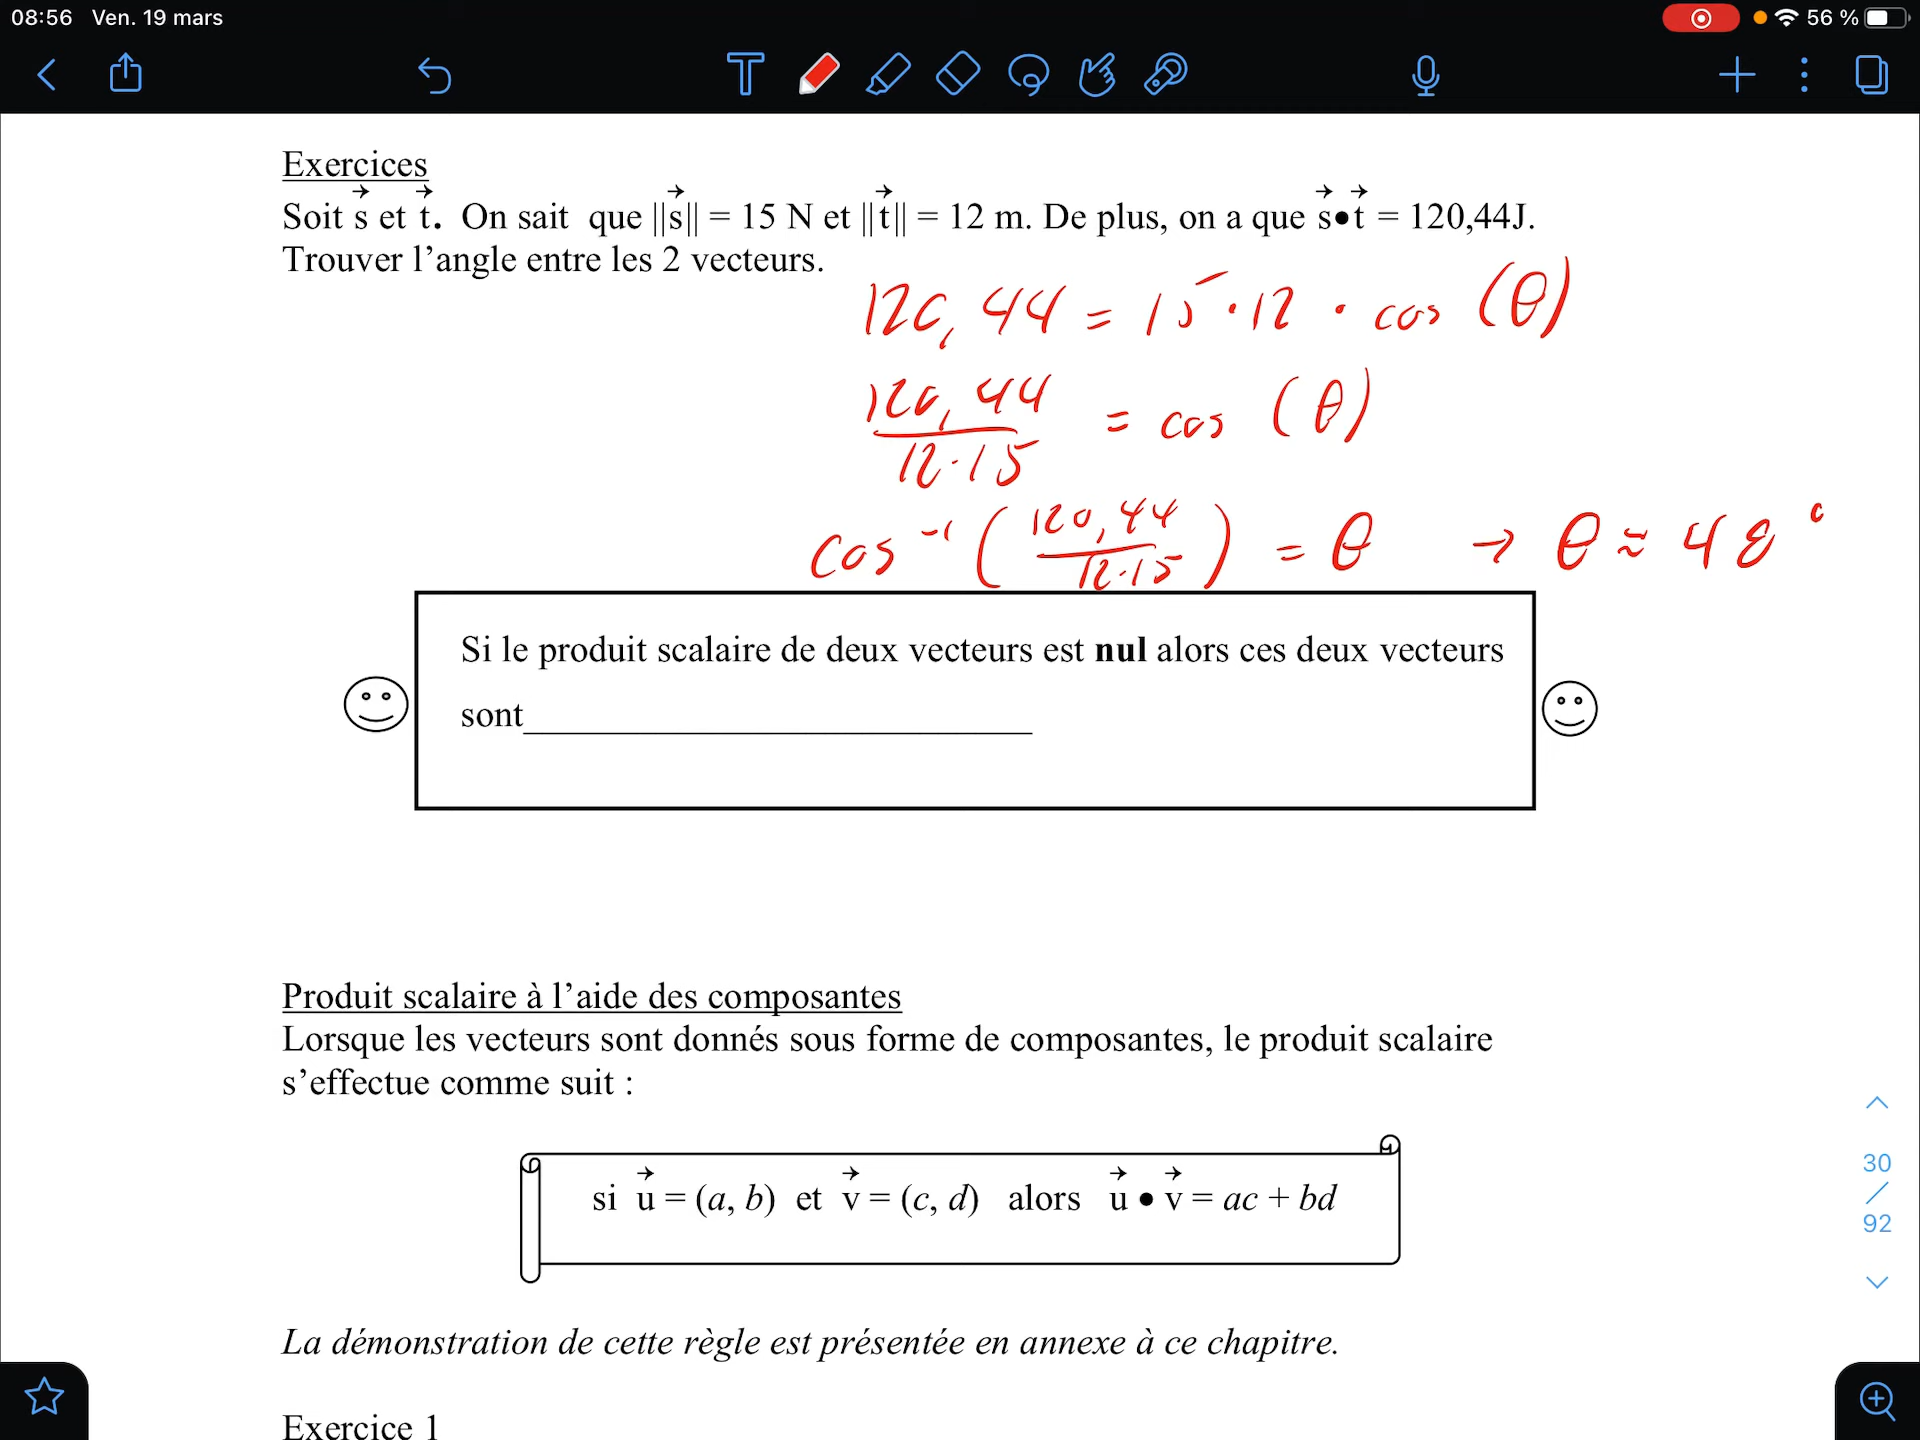 08:56 Ven. 19 mars 56 %
Exercices
Soit s et t. On sait que ||s|| = 15 N et ||t|| = 12 m. De plus, on a que s•t = 120,44J.
Trouver l’angle entre les 2 vecteurs.
120,44 = 15·12 · cos (θ)
120,44 / 12·15 = cos (θ)
cos⁻¹ (120,44 / 12·15) = θ → θ ≈ 48°
Si le produit scalaire de deux vecteurs est nul alors ces deux vecteurs
sont____________________________
Produit scalaire à l’aide des composantes
Lorsque les vecteurs sont donnés sous forme de composantes, le produit scalaire
s’effectue comme suit :
si u = (a, b) et v = (c, d) alors u • v = ac + bd
30
/
92
La démonstration de cette règle est présentée en annexe à ce chapitre.
Exercice 1